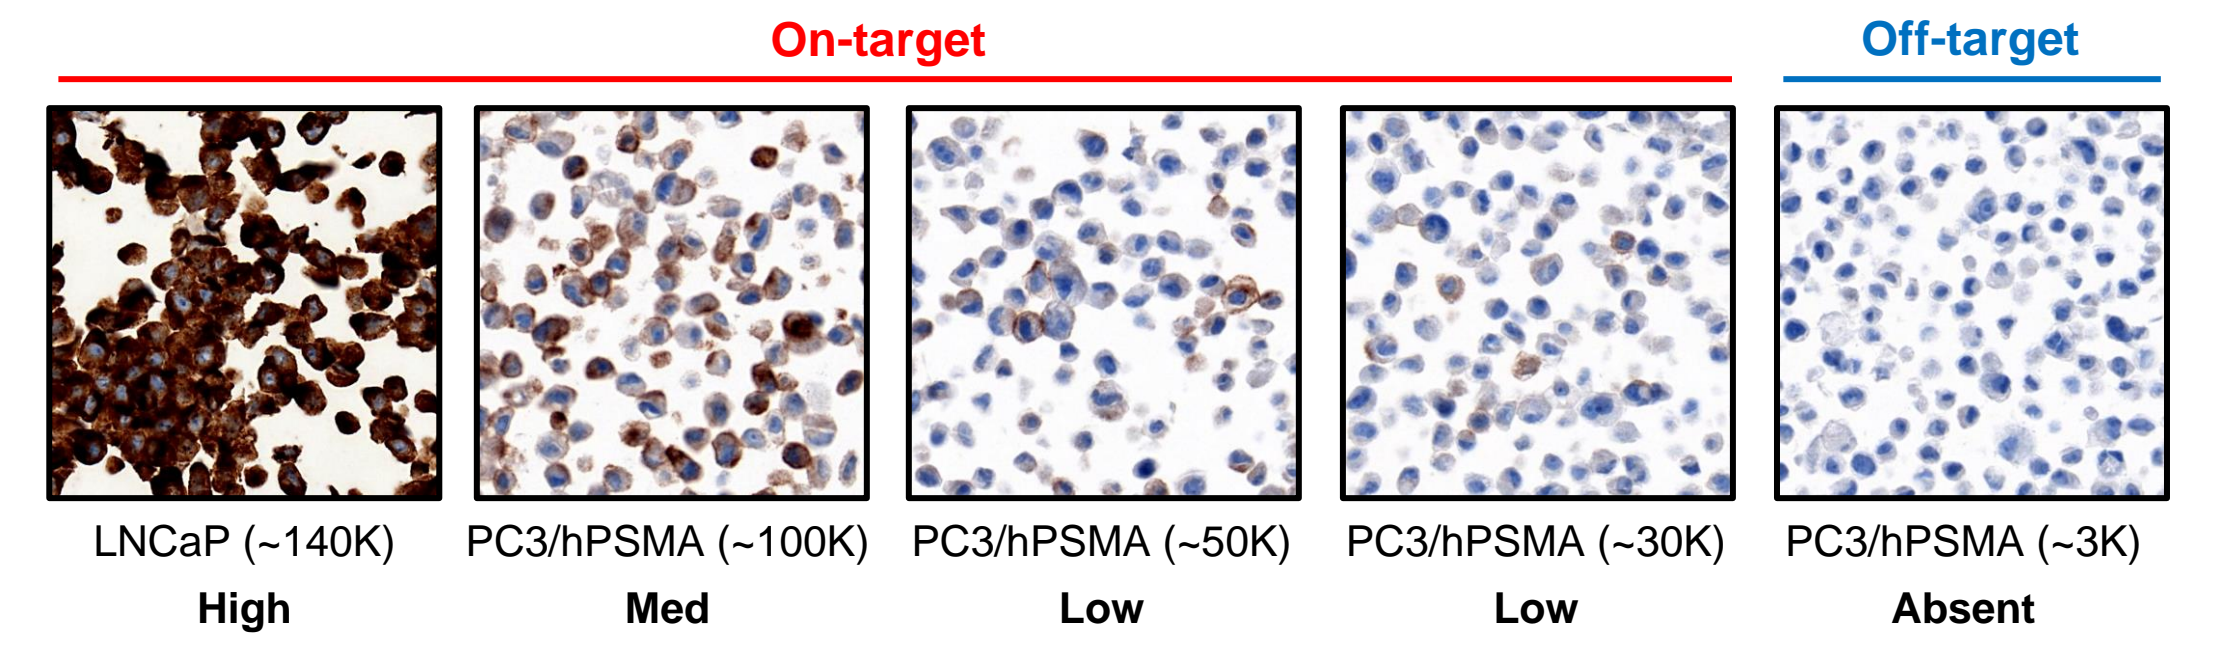 On-target
Off-target
LNCaP (~140K)
PC3/hPSMA (~100K)
PC3/hPSMA (~50K)
PC3/hPSMA (~30K)
PC3/hPSMA (~3K)
High
Med
Low
Low
Absent